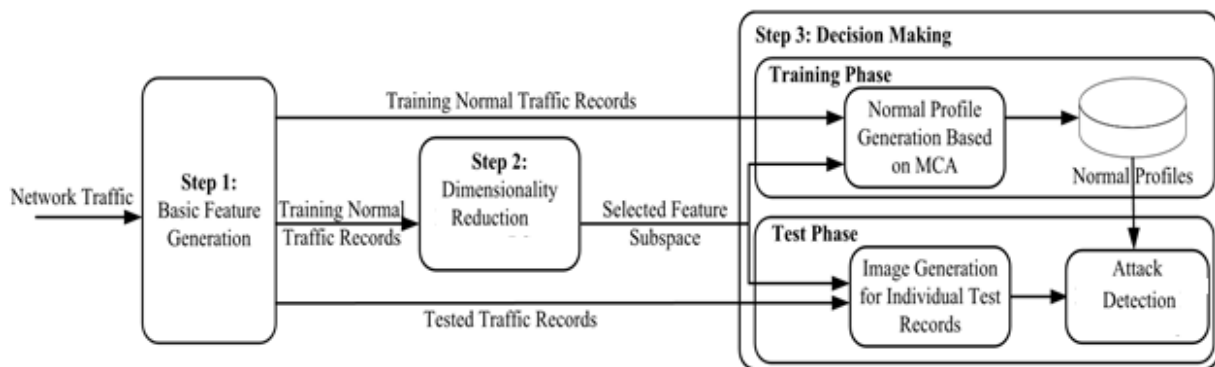 Step 3: Decision Making
Training Phase
Training Normal Traffic Records
Normal Profile
Generation Based
on MCA
Normal Profiles
Network Traffic
Step 1:
Basic Feature
Generation
Training Normal
Traffic Records
Step 2:
Dimensionality
Reduction
Selected Feature
Subspace
Test Phase
Image Generation
for Individual Test
Records
Attack
Detection
Tested Traffic Records